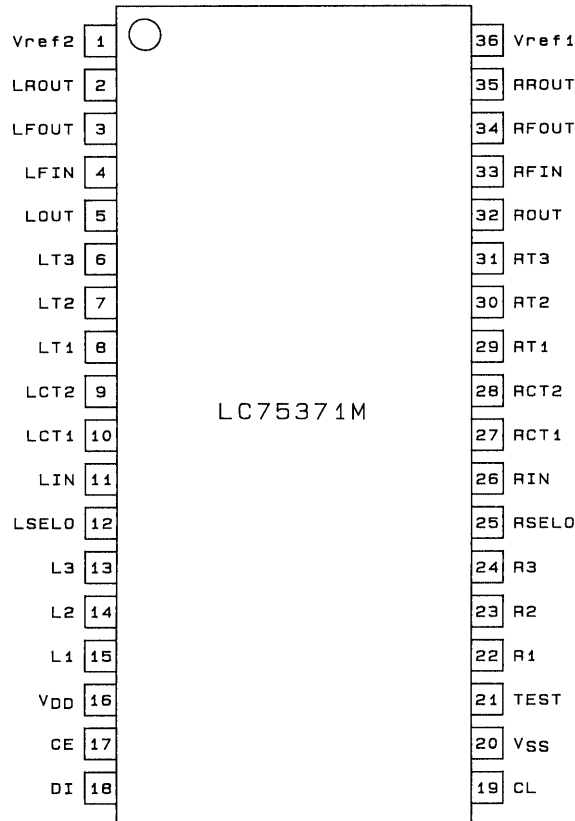 Vref2 1 36 Vref1
LROUT 2 35 RROUT
LFOUT 3 34 RFOUT
LFIN 4 33 RFIN
LOUT 5 32 ROUT
LT3 6 31 RT3
LT2 7 30 RT2
LT1 8 29 RT1
LCT2 9 28 RCT2
LC75371M
LCT1 10 27 RCT1
LIN 11 26 RIN
LSELO 12 25 RSELO
L3 13 24 R3
L2 14 23 R2
L1 15 22 R1
VDD 16 21 TEST
CE 17 20 VSS
DI 18 19 CL